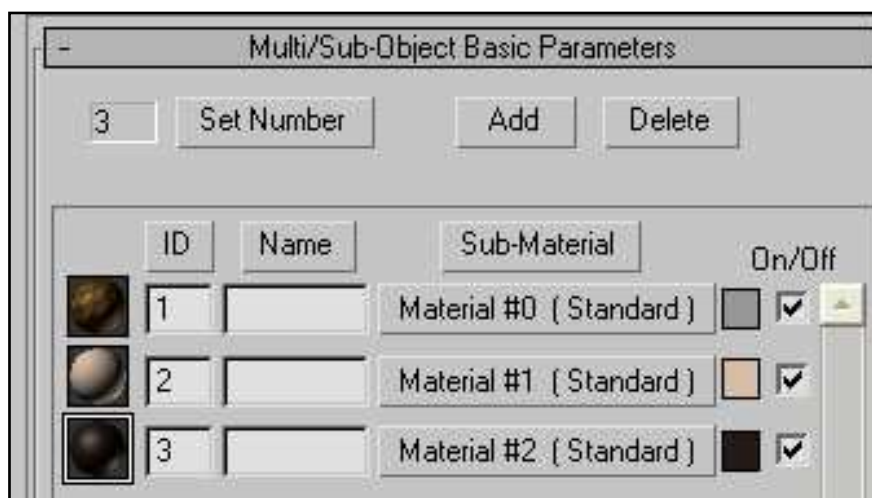 - Multi/Sub-Object Basic Parameters
3 Set Number Add Delete
ID Name Sub-Material On/Off
1 Material #0 ( Standard )
2 Material #1 ( Standard )
3 Material #2 ( Standard )